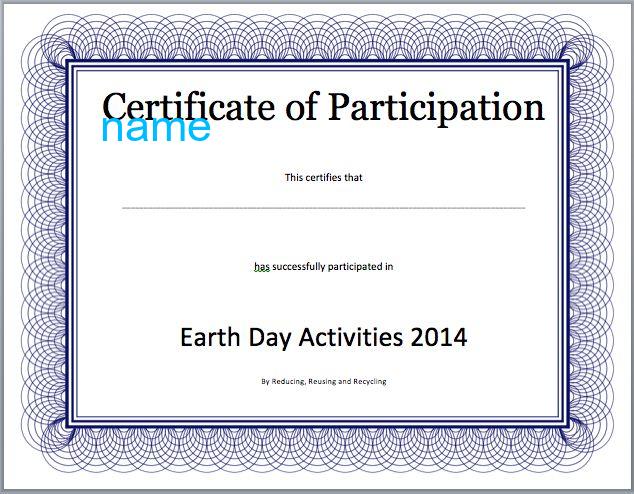 Certificate of Participation
name
This certifies that
has successfully participated in
Earth Day Activities 2014
By Reducing, Reusing and Recycling